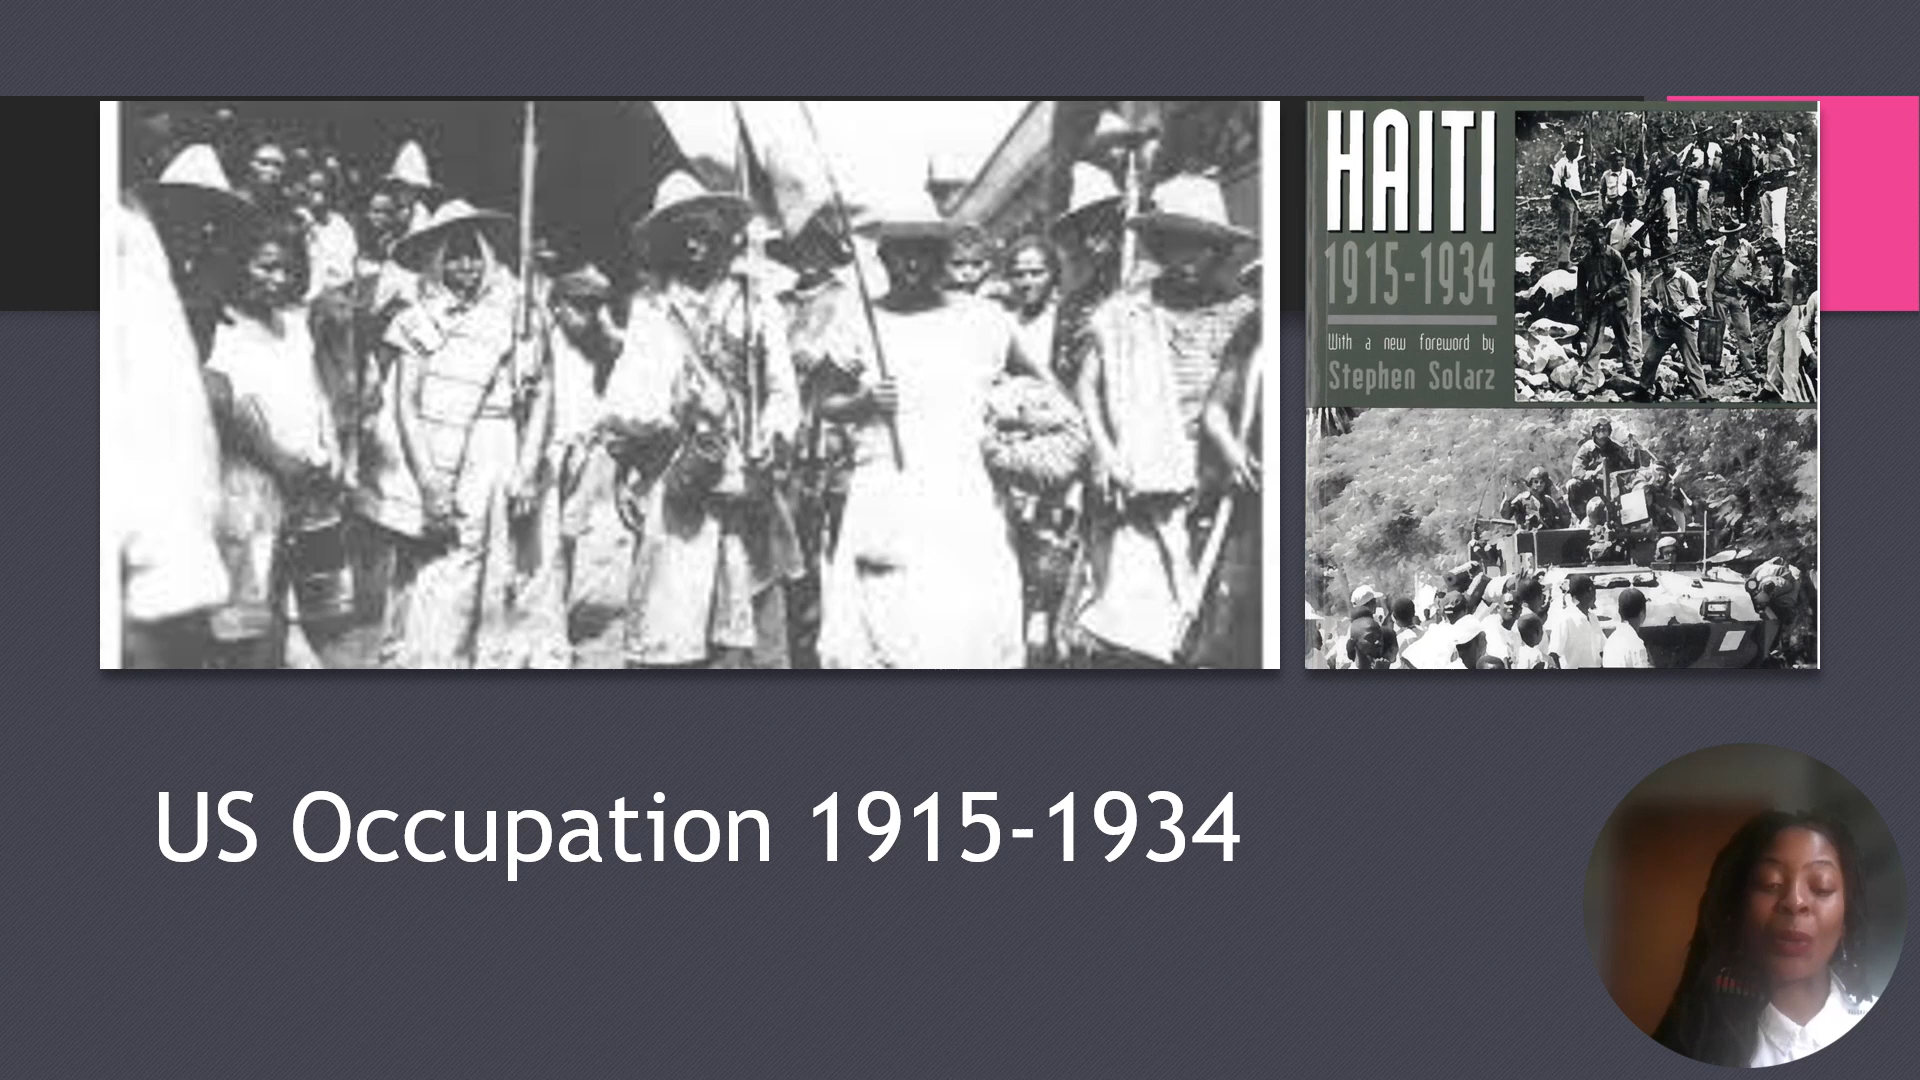 HAITI
1915-1934
With a new foreword by
Stephen Solarz
US Occupation 1915-1934